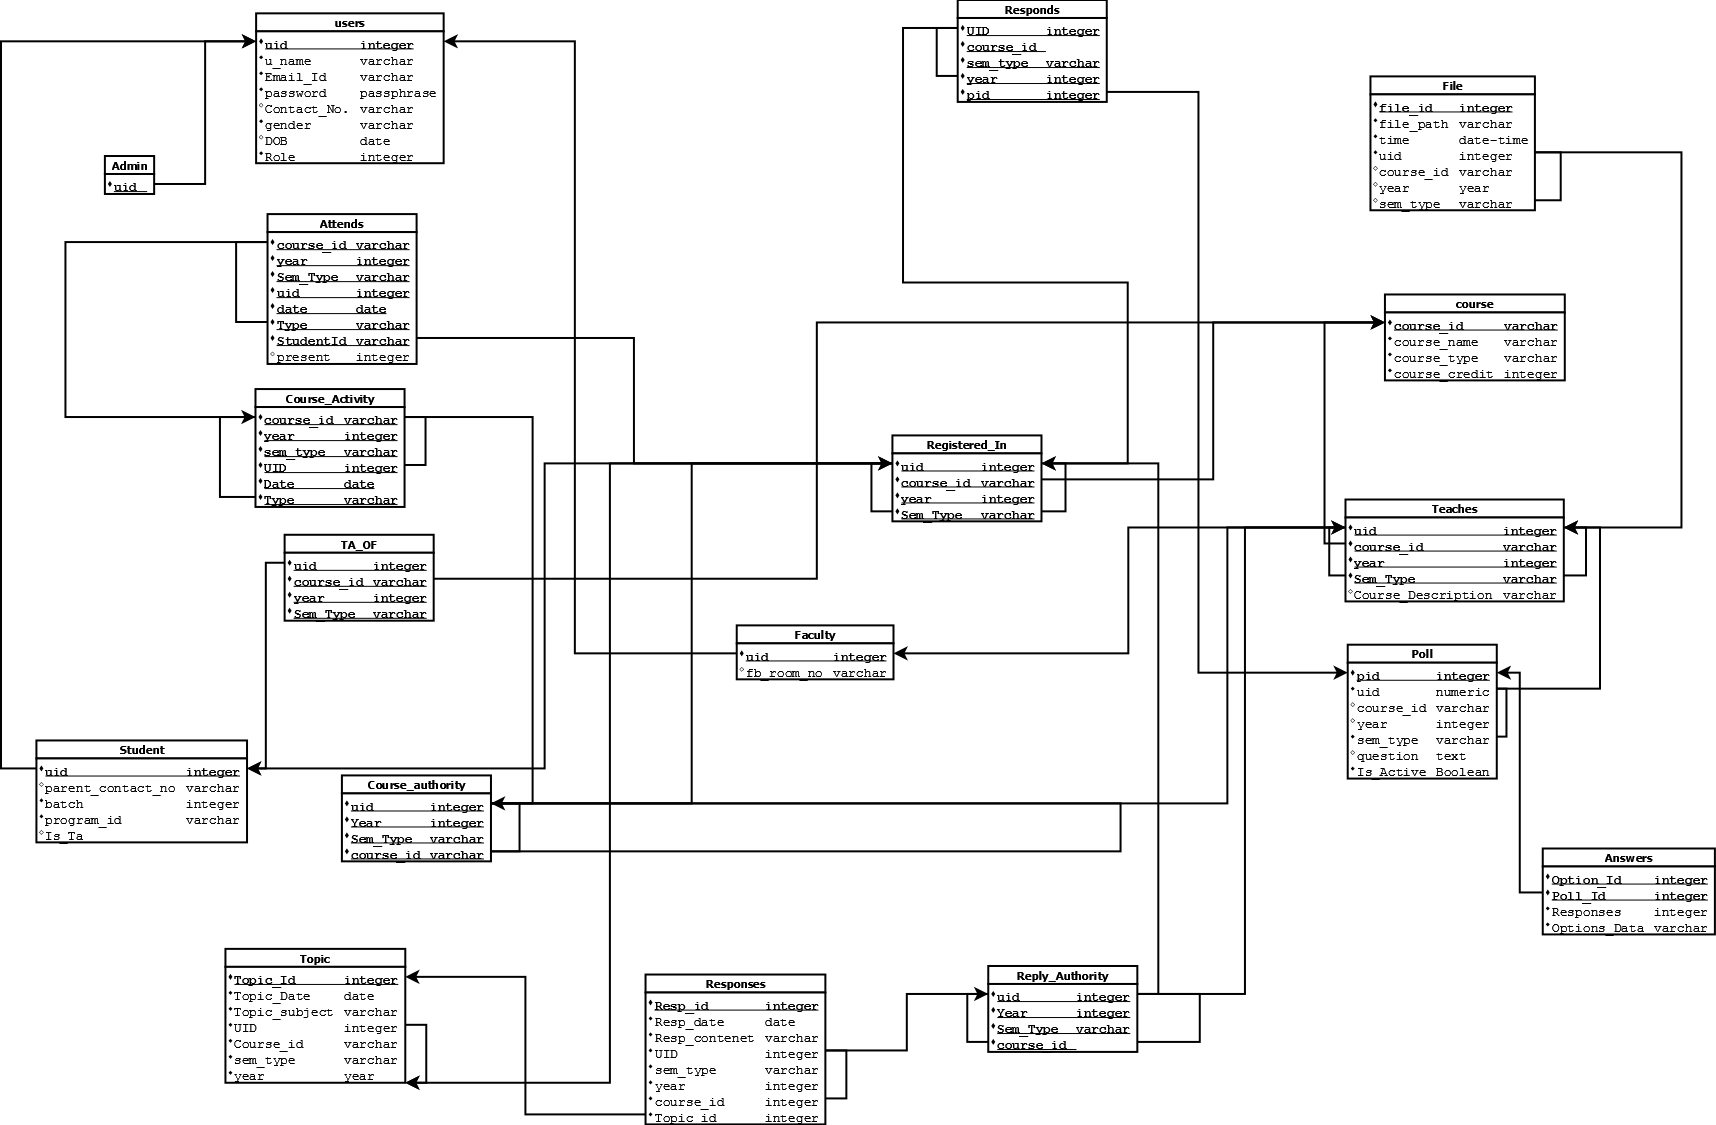 users
uid integer
u_name varchar
Email_Id varchar
password passphrase
Contact_No. varchar
gender varchar
DOB date
Role integer
Responds
UID integer
course_id
sem_type varchar
year integer
pid integer
File
file_id integer
file_path varchar
time date-time
uid integer
course_id varchar
year year
sem_type varchar
Admin
uid
Attends
course_id varchar
year integer
Sem_Type varchar
uid integer
date date
Type varchar
StudentId varchar
present integer
course
course_id varchar
course_name varchar
course_type varchar
course_credit integer
Course_Activity
course_id varchar
year integer
sem_type varchar
UID integer
Date date
Type varchar
Registered_In
uid integer
course_id varchar
year integer
Sem_Type varchar
Teaches
uid integer
course_id varchar
year integer
Sem_Type varchar
Course_Description varchar
TA_OF
uid integer
course_id varchar
year integer
Sem_Type varchar
Faculty
uid integer
fb_room_no varchar
Poll
pid integer
uid numeric
course_id varchar
year integer
sem_type varchar
question text
Is_Active Boolean
Student
uid integer
parent_contact_no varchar
batch integer
program_id varchar
Is_Ta
Course_authority
uid integer
Year integer
Sem_Type varchar
course_id varchar
Answers
Option_Id integer
Poll_Id integer
Responses integer
Options_Data varchar
Topic
Topic_Id integer
Topic_Date date
Topic_subject varchar
UID integer
Course_id varchar
sem_type varchar
year year
Responses
Resp_id integer
Resp_date date
Resp_contenet varchar
UID integer
sem_type varchar
year integer
course_id integer
Topic_id integer
Reply_Authority
uid integer
Year integer
Sem_Type varchar
course_id